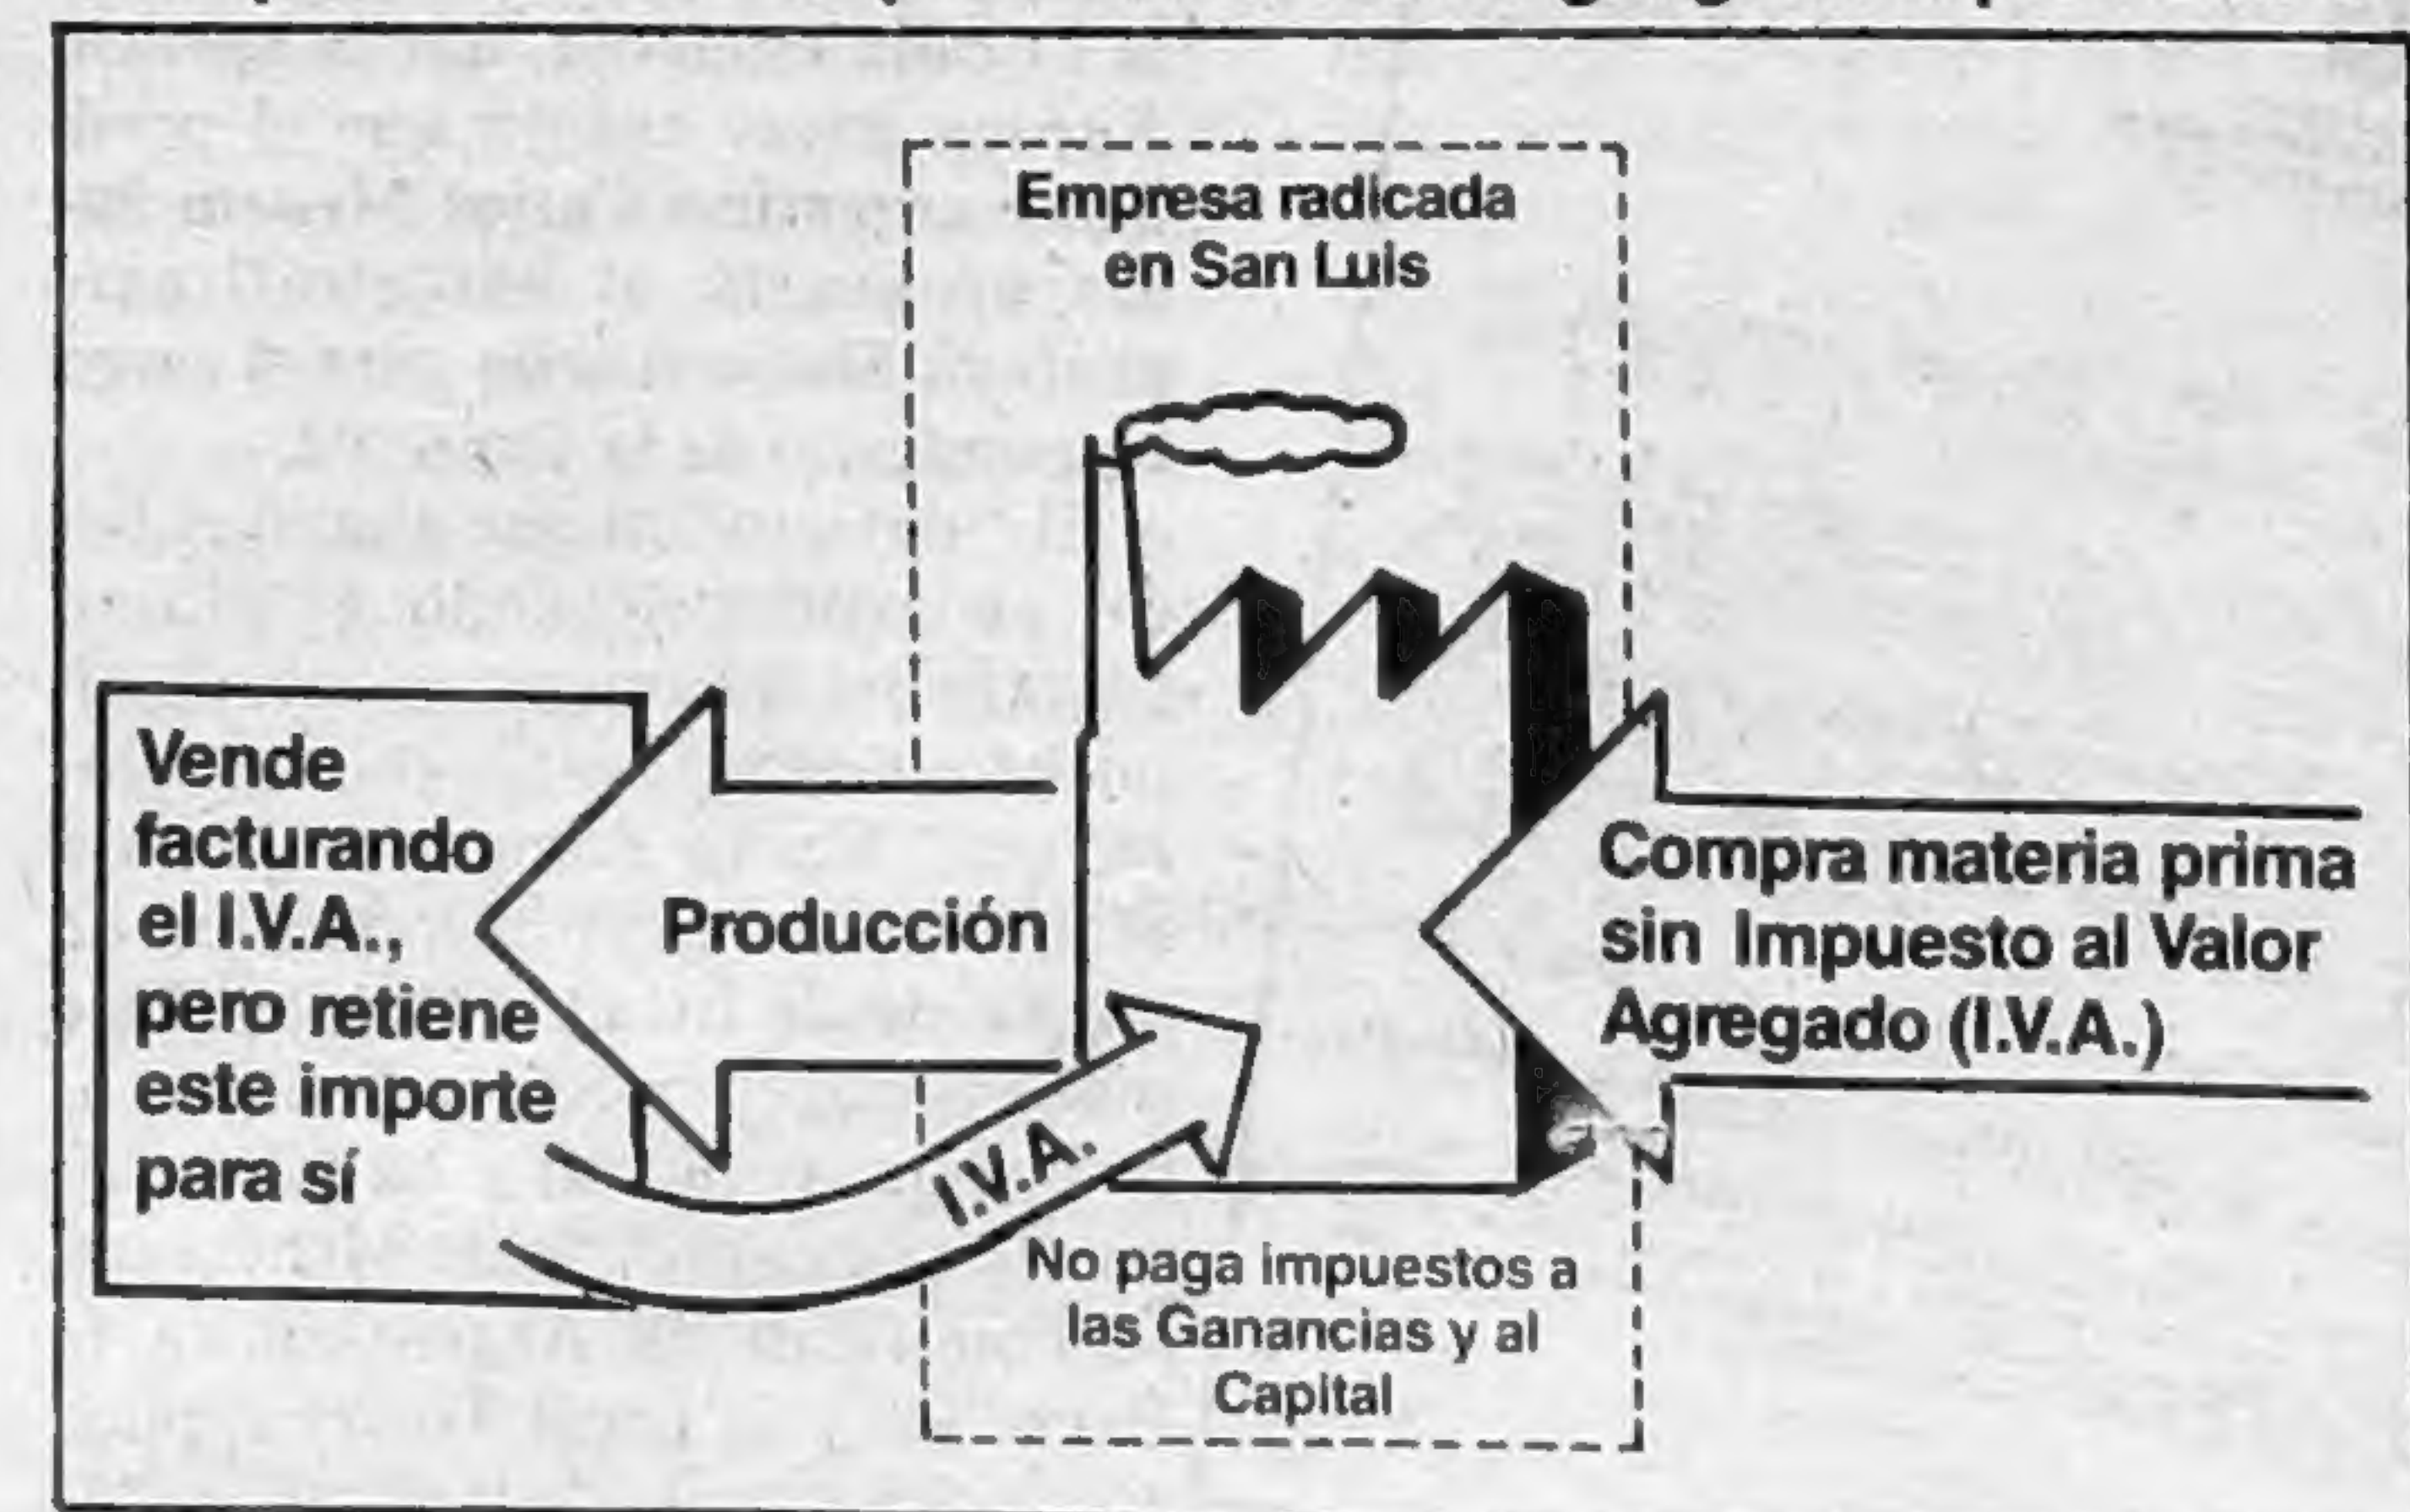 Empresa radicada
en San Luis
Vende
facturando
el I.V.A.,
pero retiene
este importe
para sí
Producción
Compra materia prima
sin Impuesto al Valor
Agregado (I.V.A.)
I.V.A.
No paga impuestos a
las Ganancias y al
Capital